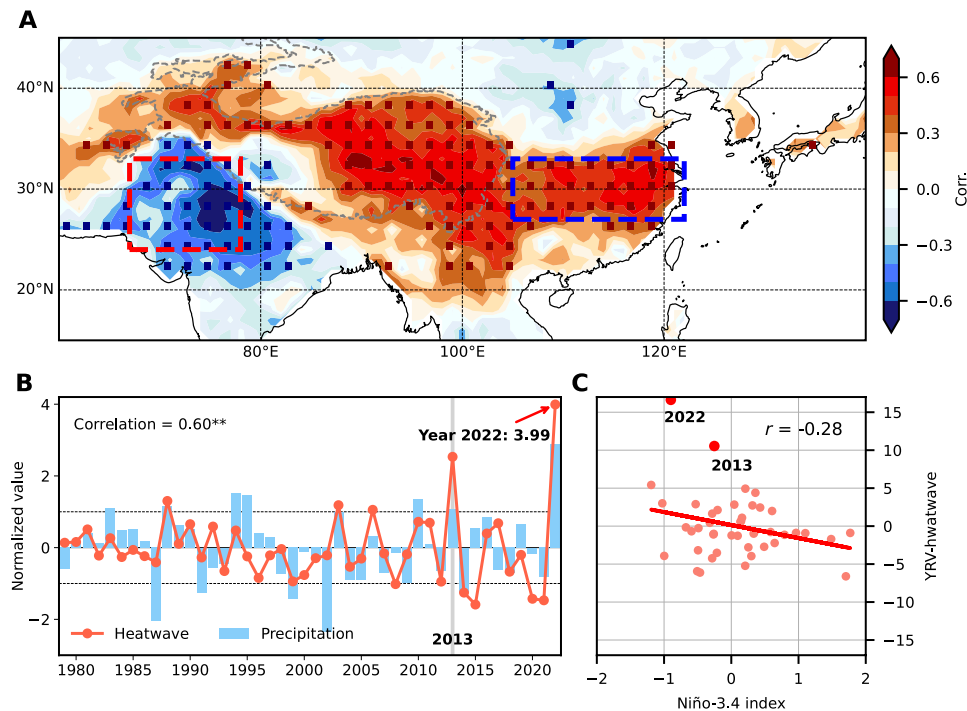 A
40°N
30°N
20°N
80°E
100°E
120°E
0.6
0.3
0.0
−0.3
−0.6
Corr.
B
Normalized value
4
2
0
−2
Correlation = 0.60**
Year 2022: 3.99
Heatwave
Precipitation
2013
1980
1985
1990
1995
2000
2005
2010
2015
2020
C
2022
2013
r = -0.28
15
10
5
0
−5
−10
−15
YRV-hwatwave
−2
−1
0
1
2
Niño-3.4 index